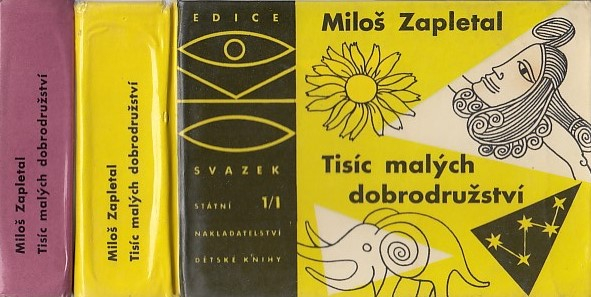 Miloš Zapletal
Tisíc malých dobrodružství
Miloš Zapletal
Tisíc malých dobrodružství
EDICE
OKO
SVAZEK
1/I
STÁTNÍ
NAKLADATELSTVÍ
DĚTSKÉ KNIHY
Miloš Zapletal
Tisíc malých
dobrodružství